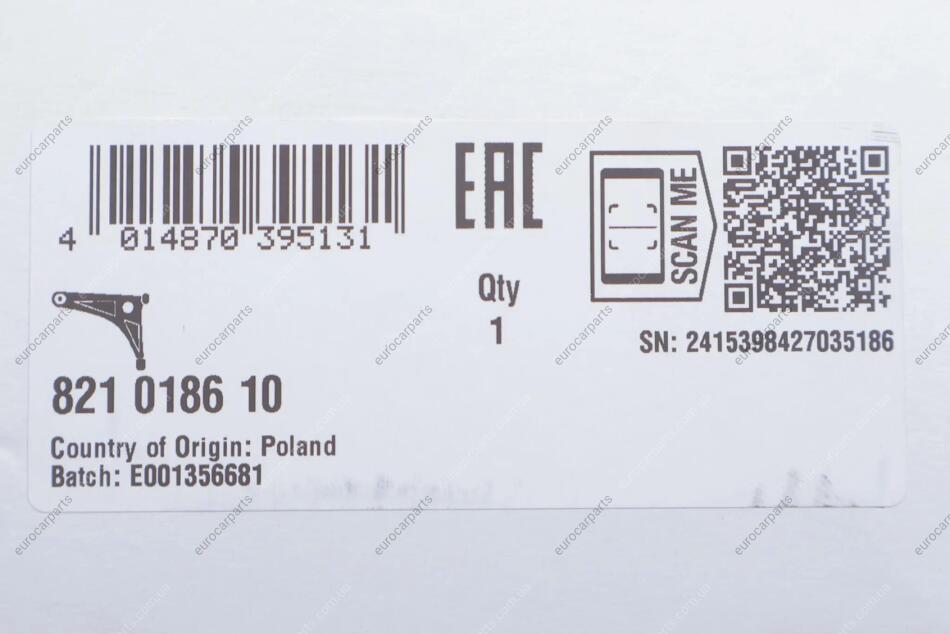 4 014870 395131
EAC
Qty
1
SCAN ME
SN: 2415398427035186
821 0186 10
Country of Origin: Poland
Batch: E001356681
eurocarparts